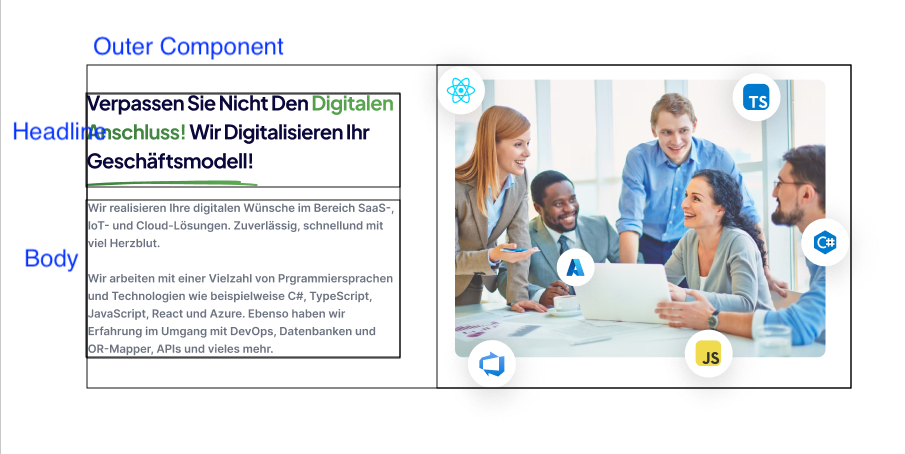 Outer Component
Verpassen Sie Nicht Den Digitalen
Headline
Anschluss! Wir Digitalisieren Ihr
Geschäftsmodell!
Wir realisieren Ihre digitalen Wünsche im Bereich SaaS-,
IoT- und Cloud-Lösungen. Zuverlässig, schnellund mit
viel Herzblut.
Body
Wir arbeiten mit einer Vielzahl von Prgrammiersprachen
und Technologien wie beispielweise C#, TypeScript,
JavaScript, React und Azure. Ebenso haben wir
Erfahrung im Umgang mit DevOps, Datenbanken und
OR-Mapper, APIs und vieles mehr.
TS
C#
JS